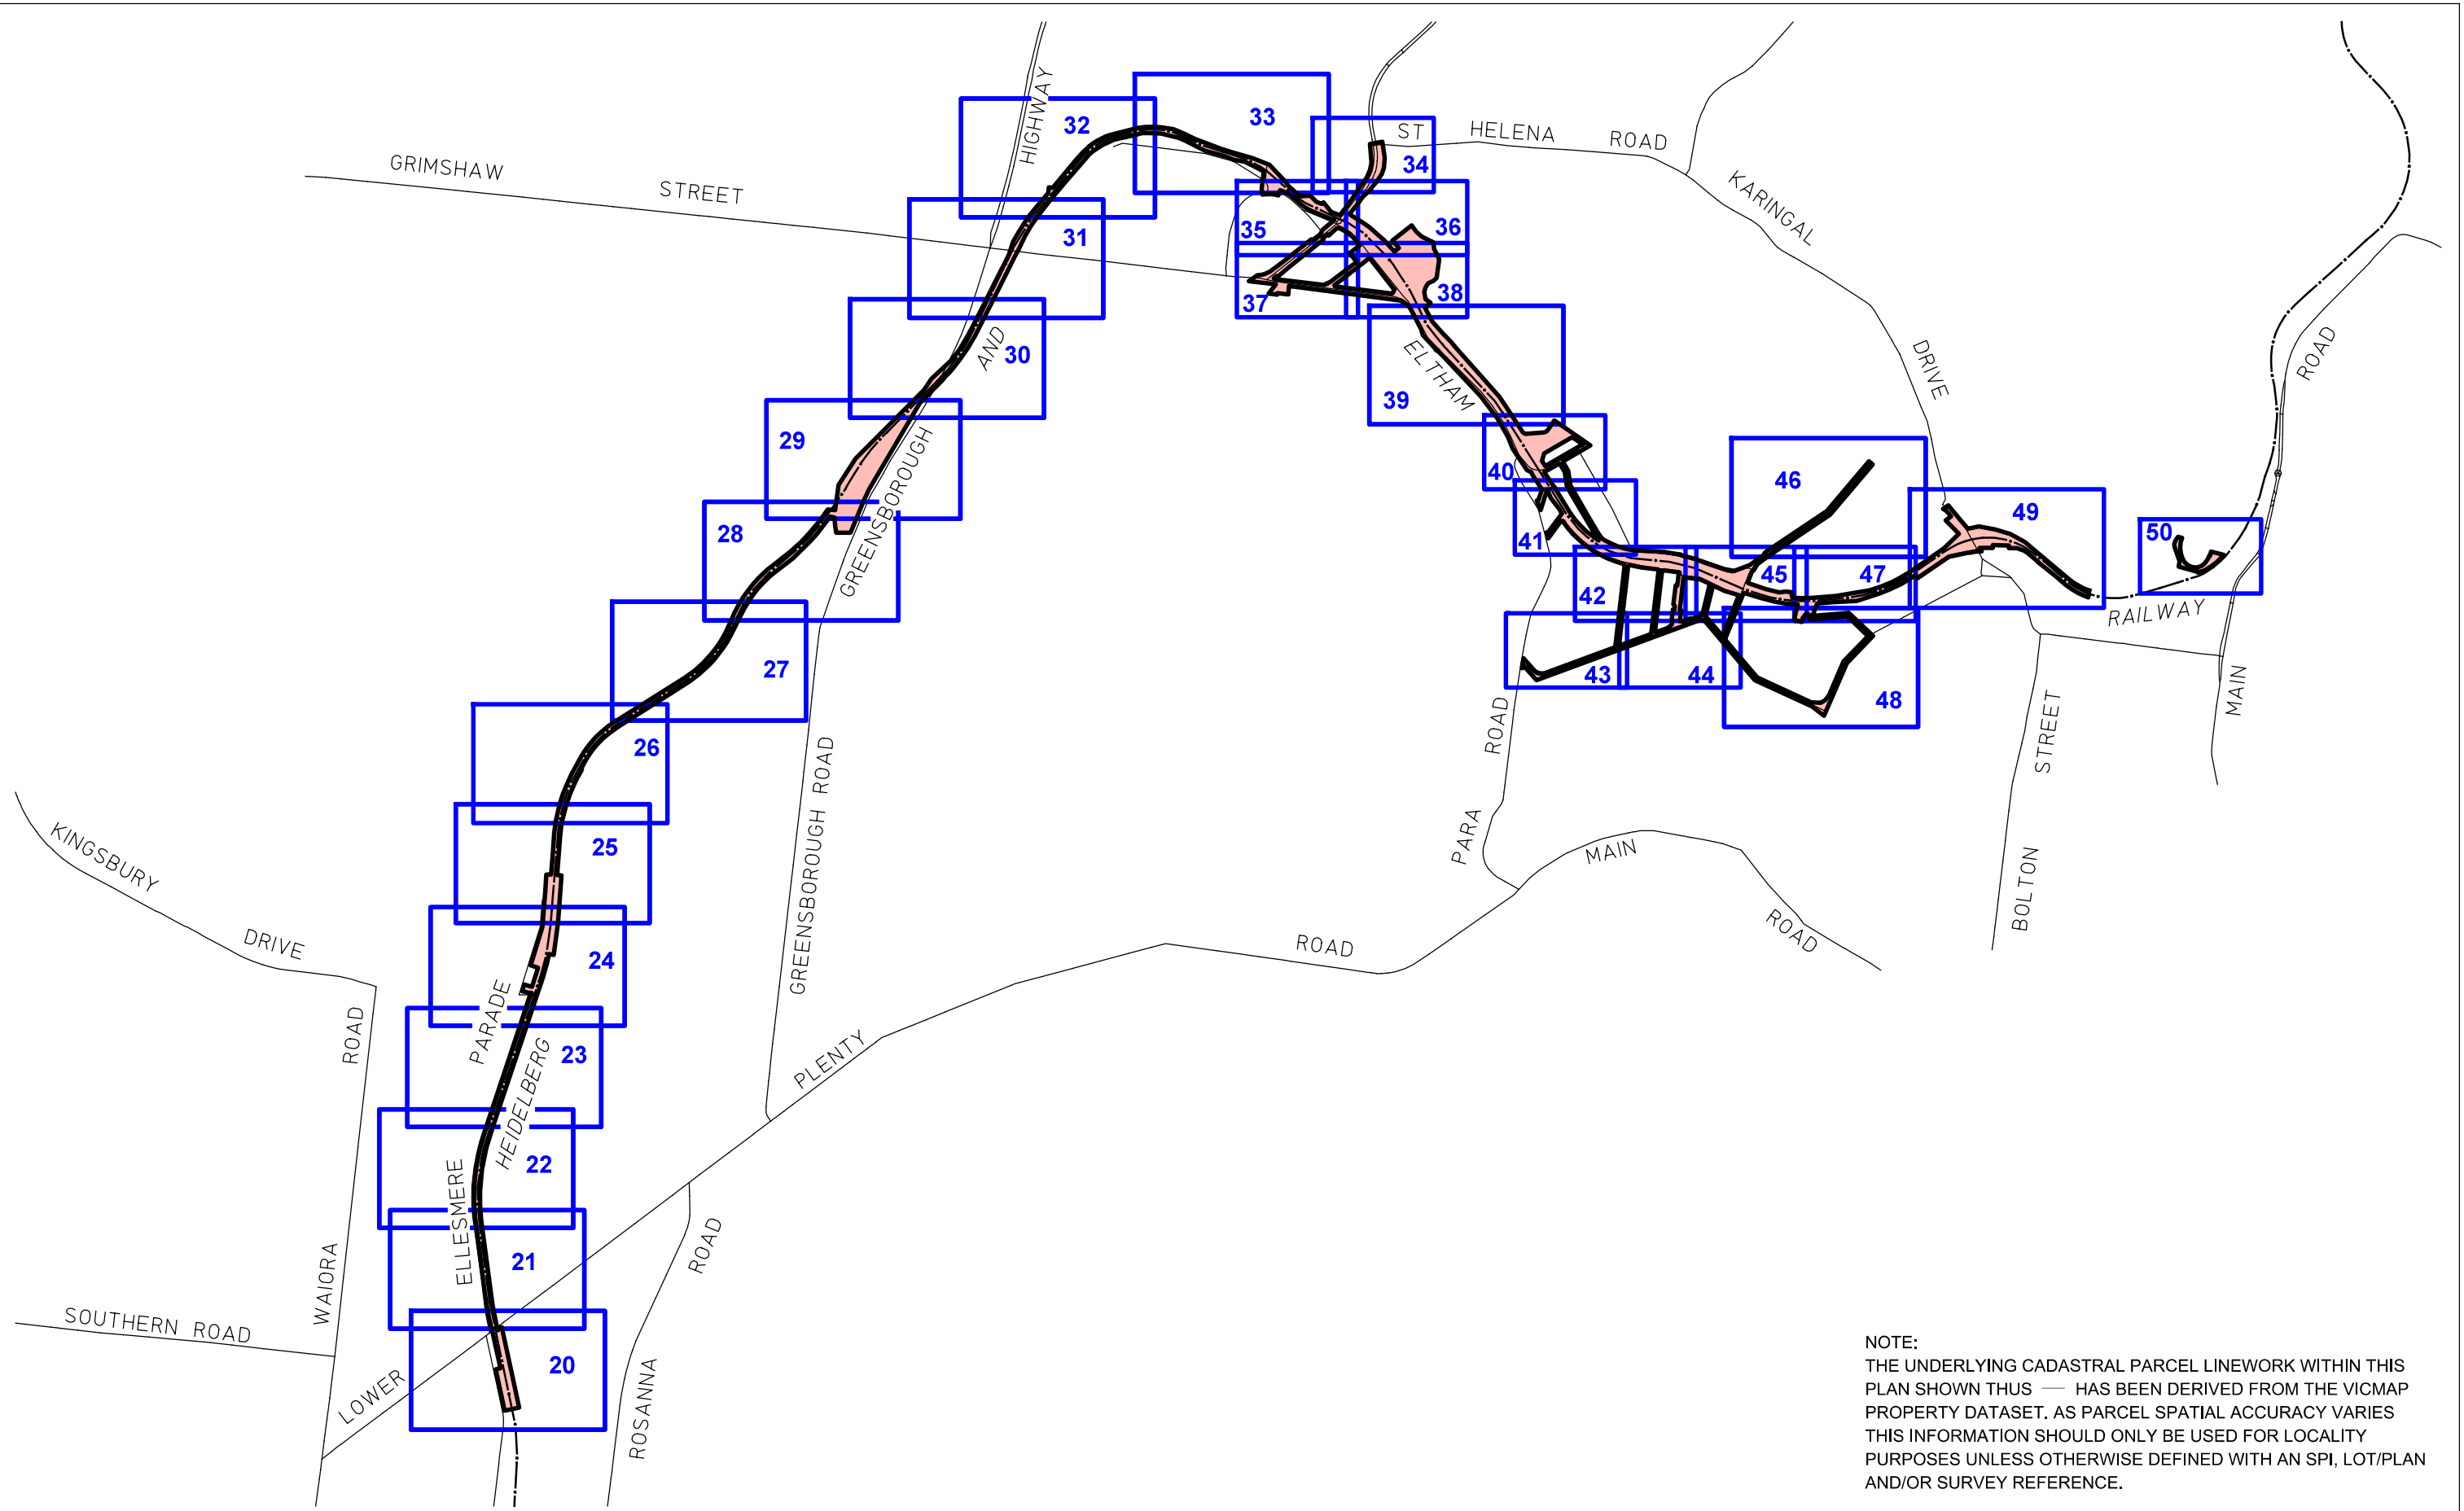 33
32
HIGHWAY
ST HELENA ROAD
34
GRIMSHAW STREET
KARINGAL DRIVE
35
36
31
37
38
AND
30
ELTHAM
39
ROAD
29
GREENSBOROUGH
40
46
49
50
28
41
42
45
47
RAILWAY
27
43
44
48
MAIN
PARA ROAD
BOLTON STREET
26
GREENSBOROUGH ROAD
25
MAIN ROAD
KINGSBURY DRIVE
24
ROAD
PARADE
23
HEIDELBERG
PLENTY
WAIORA ROAD
22
ELLESMERE
21
ROSANNA ROAD
SOUTHERN ROAD
20
LOWER
NOTE:
THE UNDERLYING CADASTRAL PARCEL LINEWORK WITHIN THIS
PLAN SHOWN THUS — HAS BEEN DERIVED FROM THE VICMAP
PROPERTY DATASET. AS PARCEL SPATIAL ACCURACY VARIES
THIS INFORMATION SHOULD ONLY BE USED FOR LOCALITY
PURPOSES UNLESS OTHERWISE DEFINED WITH AN SPI, LOT/PLAN
AND/OR SURVEY REFERENCE.